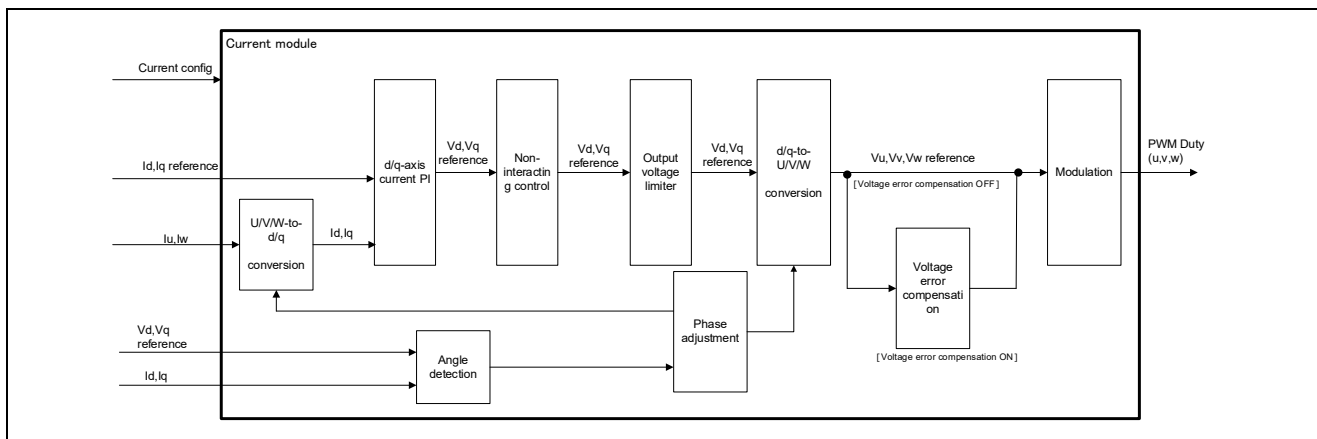 Current module
Current config
Id,Iq reference
Iu,Iw
Vd,Vq
reference
Id,Iq
U/V/W-to-
d/q
conversion
Id,Iq
d/q-axis
current PI
Vd,Vq
reference
Non-
interactin
g control
Vd,Vq
reference
Output
voltage
limiter
Vd,Vq
reference
d/q-to-
U/V/W
conversion
Vu,Vv,Vw reference
[ Voltage error compensation OFF]
Voltage
error
compensati
on
[ Voltage error compensation ON ]
Modulation
PWM Duty
(u,v,w)
Angle
detection
Phase
adjustment